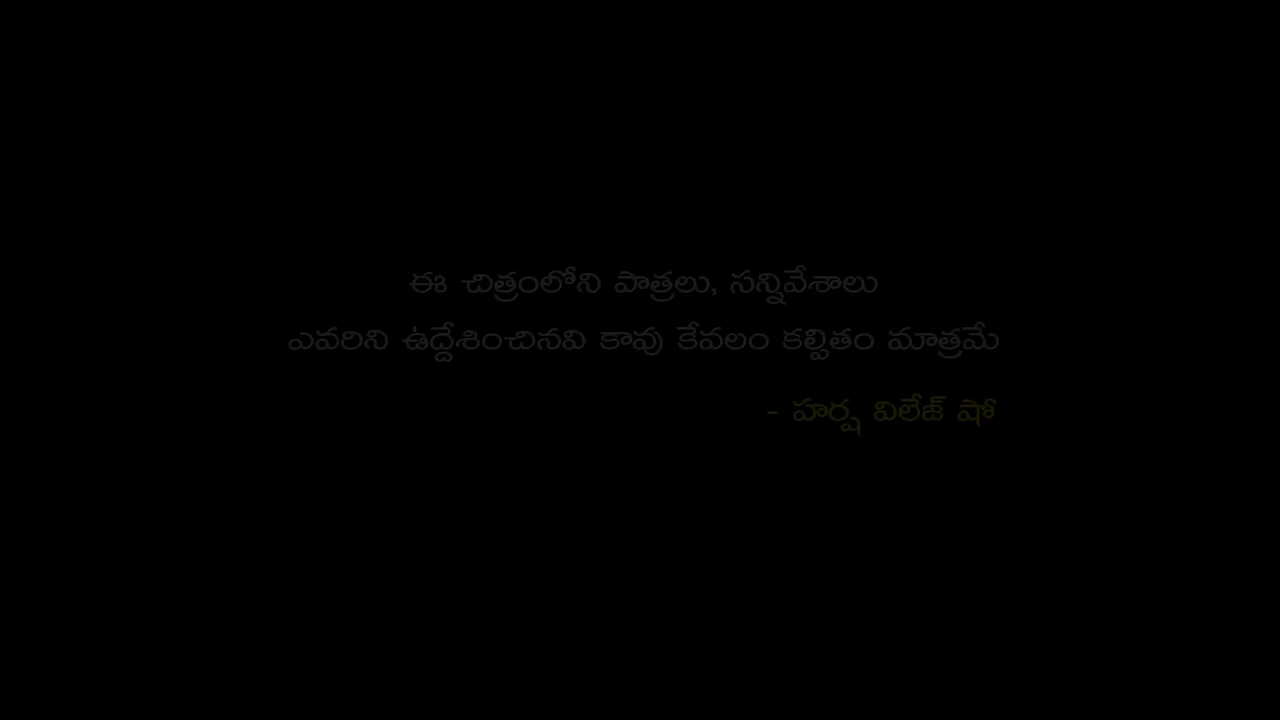 ఈ చిత్రంలోని పాత్రలు, సన్నివేశాలు
ఎవరిని ఉద్దేశించినవి కావు కేవలం కల్పితం మాత్రమే
- హర్ష విలేజ్ షో